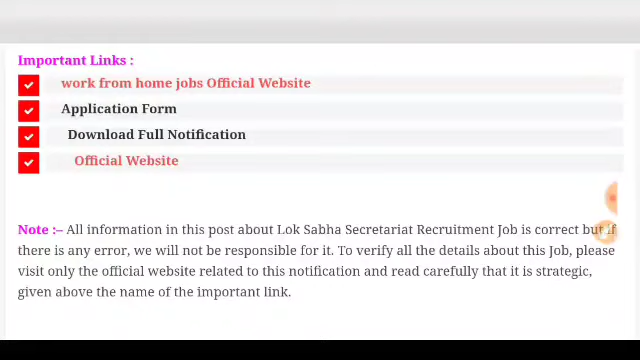 Important Links :
work from home jobs Official Website
Application Form
Download Full Notification
Official Website
Note :– All information in this post about Lok Sabha Secretariat Recruitment Job is correct but if
there is any error, we will not be responsible for it. To verify all the details about this Job, please
visit only the official website related to this notification and read carefully that it is strategic,
given above the name of the important link.